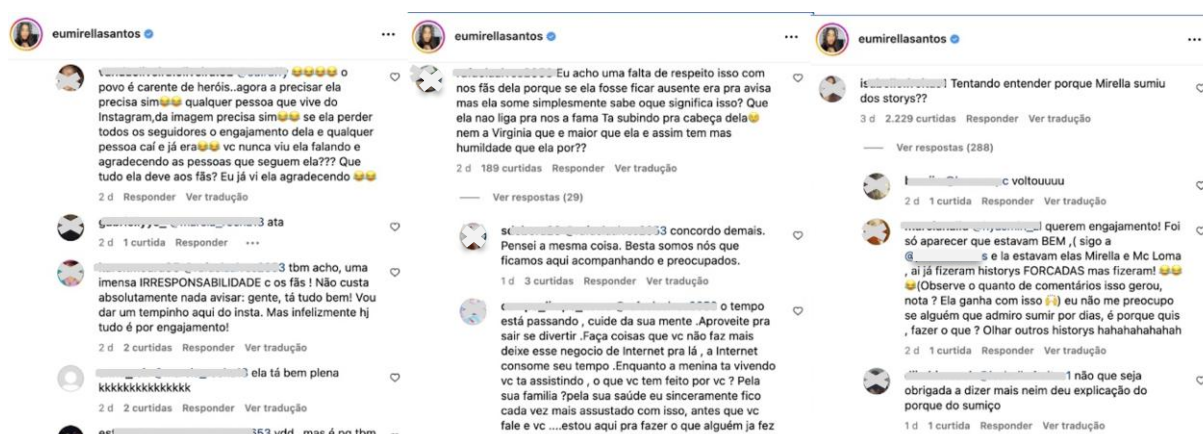 eumirellasantos
😂😂😂😂 o
povo é carente de heróis..agora a precisar ela
precisa sim😂😂 qualquer pessoa que vive do
Instagram,da imagem precisa sim😂😂 se ela perder
todos os seguidores o engajamento dela e qualquer
pessoa caí e já era😂😂 vc nunca viu ela falando e
agradecendo as pessoas que seguem ela??? Que
tudo ela deve aos fãs? Eu já vi ela agradecendo 😂😂
2 d Responder Ver tradução
ata
2 d 1 curtida Responder ...
tbm acho, uma
imensa IRRESPONSABILIDADE c os fãs ! Não custa
absolutamente nada avisar: gente, tá tudo bem! Vou
dar um tempinho aqui do insta. Mas infelizmente hj
tudo é por engajamento!
2 d 2 curtidas Responder Ver tradução
ela tá bem plena
kkkkkkkkkkkkkkk
2 d 2 curtidas Responder Ver tradução
eumirellasantos
Eu acho uma falta de respeito isso com
nos fãs dela porque se ela fosse ficar ausente era pra avisa
mas ela some simplesmente sabe oque significa isso? Que
ela nao liga pra nos a fama Ta subindo pra cabeça dela😢
nem a Virginia que e maior que ela e assim tem mas
humildade que ela por??
2 d 189 curtidas Responder Ver tradução
Ver respostas (29)
concordo demais.
Pensei a mesma coisa. Besta somos nós que
ficamos aqui acompanhando e preocupados.
1 d 3 curtidas Responder Ver tradução
o tempo
está passando , cuide da sua mente .Aproveite pra
sair se divertir .Faça coisas que vc não faz mais
deixe esse negocio de Internet pra lá , a Internet
consome seu tempo .Enquanto a menina ta vivendo
vc ta assistindo , o que vc tem feito por vc ? Pela
sua familia ?pela sua saúde eu sinceramente fico
cada vez mais assustado com isso, antes que vc
fale e vc ....estou aqui pra fazer o que alguém ja fez
eumirellasantos
Tentando entender porque Mirella sumiu
dos storys??
3 d 2.229 curtidas Responder Ver tradução
Ver respostas (288)
voltouuuu
2 d 1 curtida Responder Ver tradução
querem engajamento! Foi
só aparecer que estavam BEM ,( sigo a
@ s e la estavam elas Mirella e Mc Loma
, ai já fizeram historys FORCADAS mas fizeram! 😂😂
😂(Observe o quanto de comentários isso gerou,
nota ? Ela ganha com isso 🙌) eu não me preocupo
se alguém que admiro sumir por dias, é porque quis
, fazer o que ? Olhar outros historys hahahahahahah
2 d 1 curtida Responder Ver tradução
1 não que seja
obrigada a dizer mais neim deu explicação do
porque do sumiço
1 d 1 curtida Responder Ver tradução